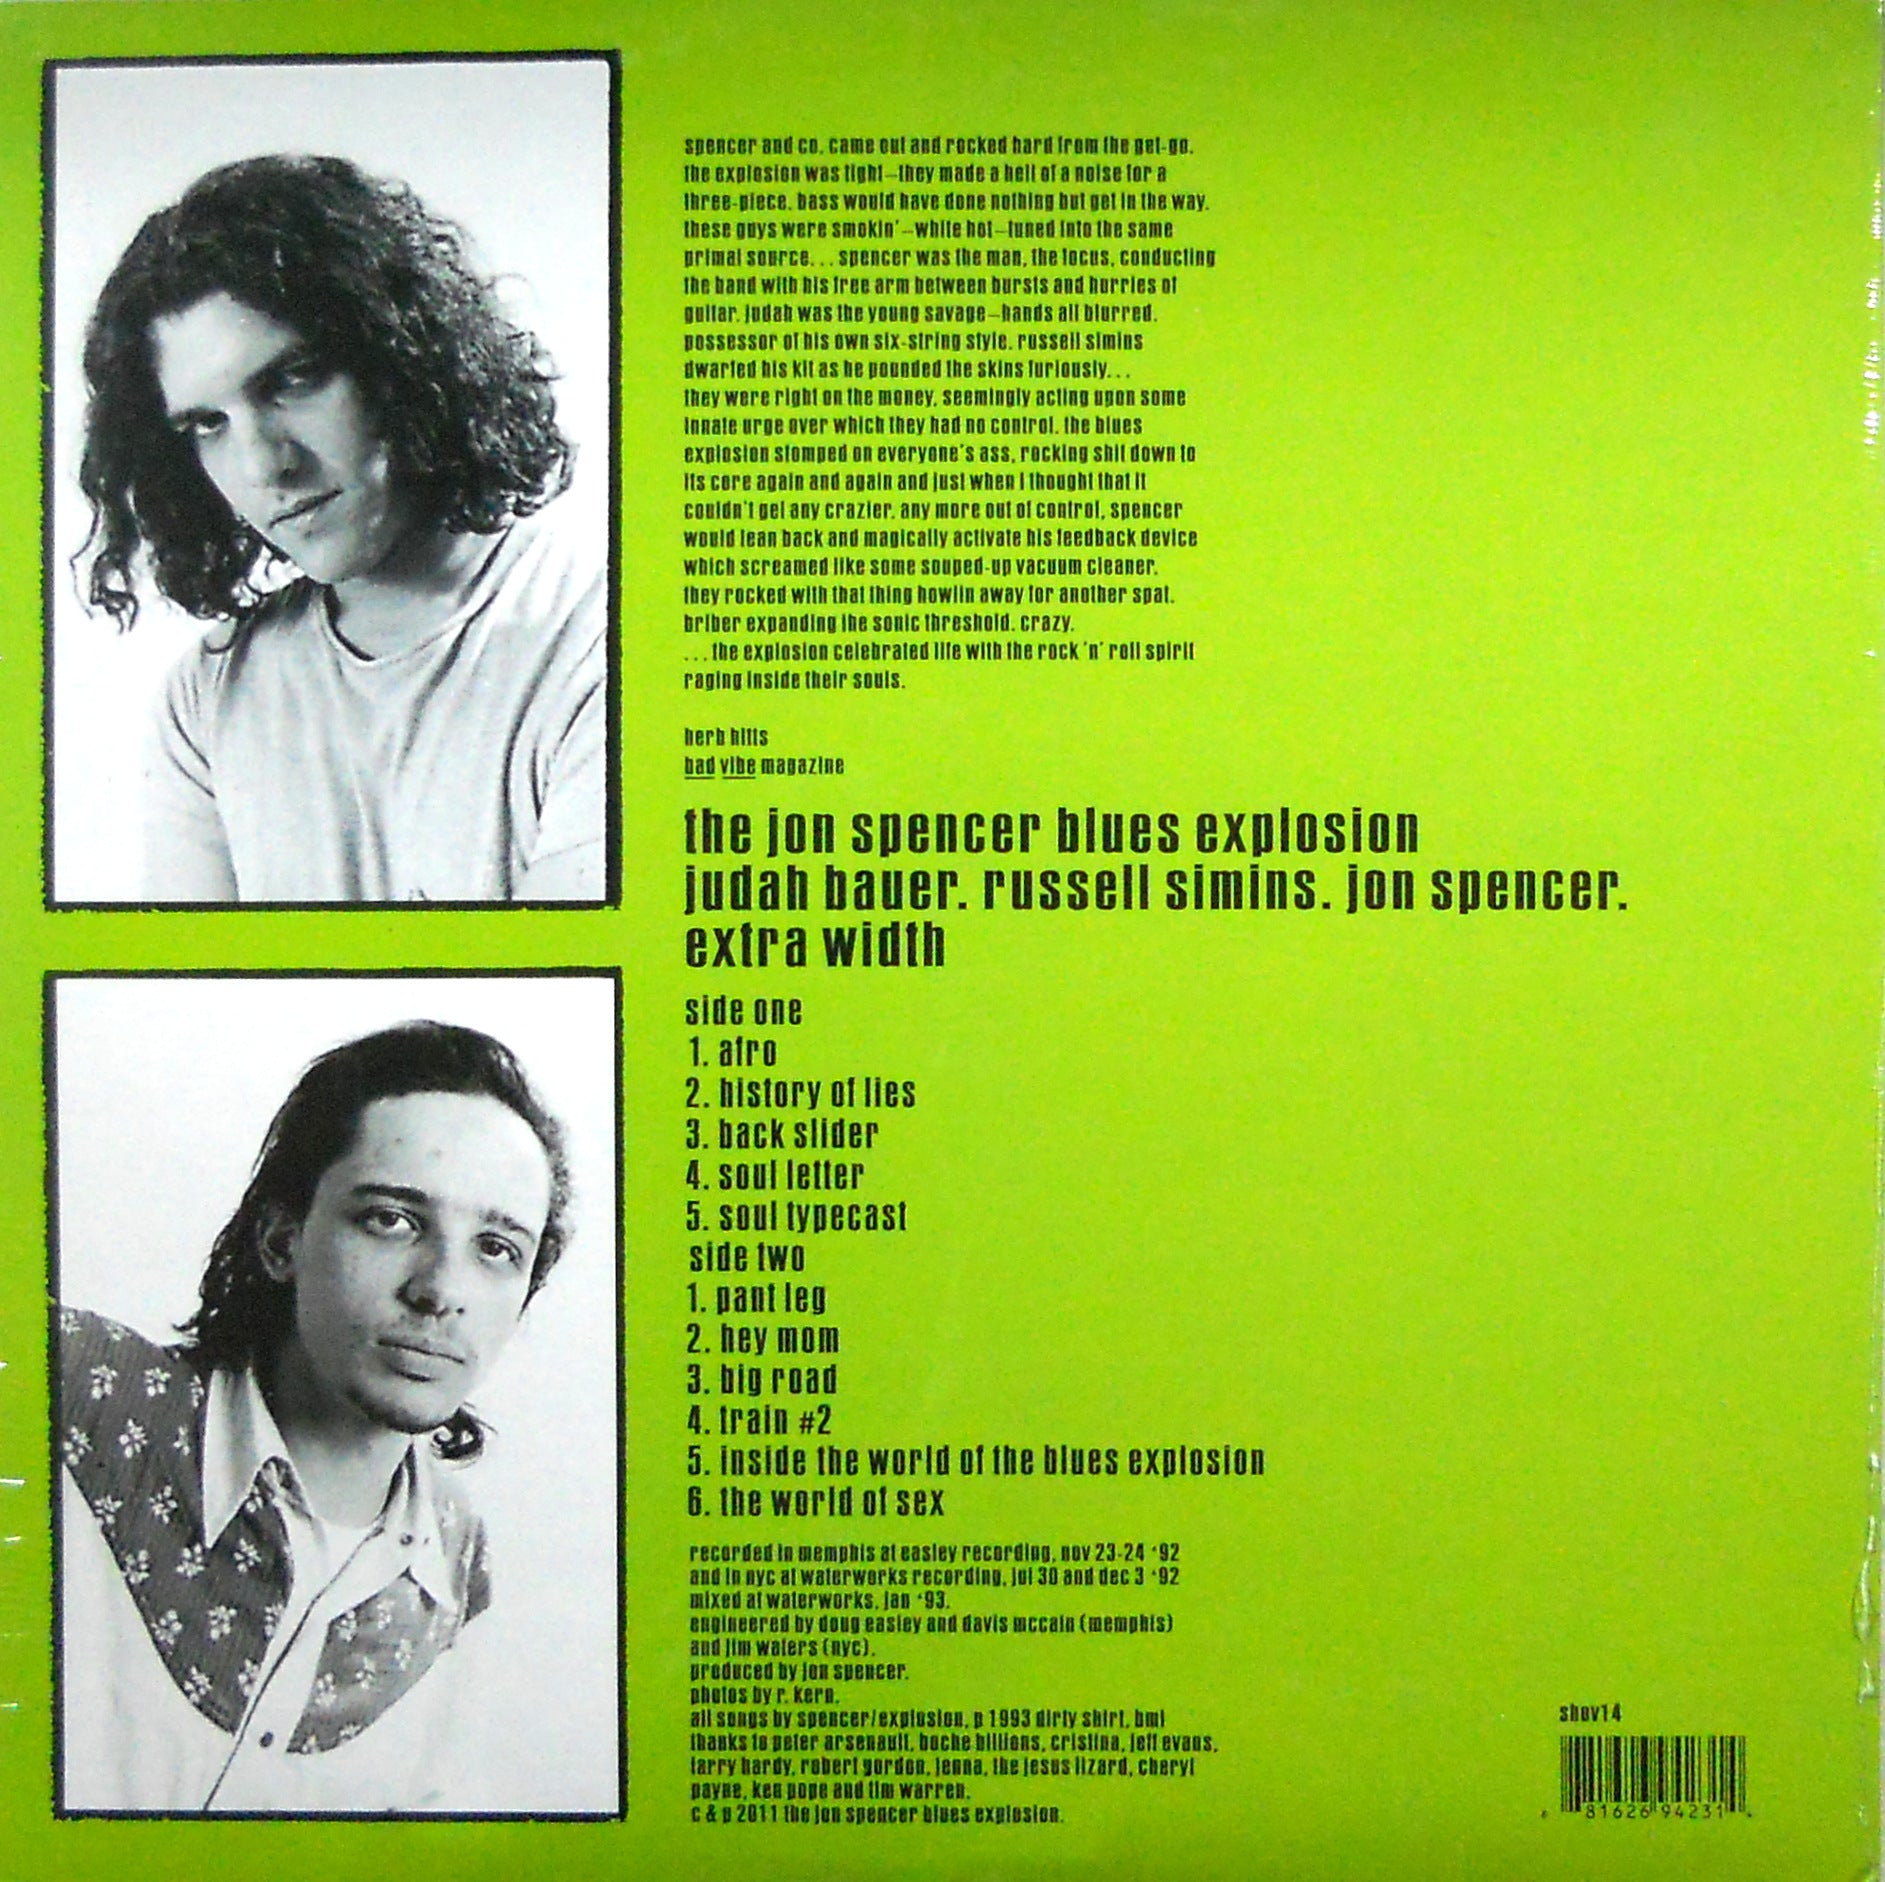 spencer and co. came out and rocked hard from the get-go.
the explosion was tight–they made a hell of a noise for a
three-piece. bass would have done nothing but get in the way.
these guys were smokin'–white hot–tuned into the same
primal source... spencer was the man, the focus, conducting
the band with his free arm between bursts and hurries of
guitar. judah was the young savage–hands all blurred.
possessor of his own six-string style. russell simins
dwarfed his kit as he pounded the skins furiously...
they were right on the money, seemingly acting upon some
innate urge over which they had no control. the blues
explosion stomped on everyone's ass, rocking shit down to
its core again and again and just when i thought that it
couldn't get any crazier, any more out of control, spencer
would lean back and magically activate his feedback device
which screamed like some souped-up vacuum cleaner.
they rocked with that thing howlin away for another spat.
briber expanding the sonic threshold. crazy.
...the explosion celebrated life with the rock 'n' roll spirit
raging inside their souls.
herb hitts
bad vibe magazine
the jon spencer blues explosion
judah bauer. russell simins. jon spencer.
extra width
side one
1. afro
2. history of lies
3. back slider
4. soul letter
5. soul typecast
side two
1. pant leg
2. hey mom
3. big road
4. train #2
5. inside the world of the blues explosion
6. the world of sex
recorded in memphis at easley recording, nov 23-24 '92
and in nyc at waterworks recording, jul 30 and dec 3 '92
mixed at waterworks, jan '93.
engineered by doug easley and davis mccain (memphis)
and jim waters (nyc).
produced by jon spencer.
photos by r. kern.
all songs by spencer/explosion, p 1993 dirty shirt, bmi
thanks to peter arsenault, boche billions, cristina, jeff evans,
larry hardy, robert gordon, jenna, the jesus lizard, cheryl
payne, ken pope and tim warren.
c & p 2011 the jon spencer blues explosion.
shov14
81626 94231